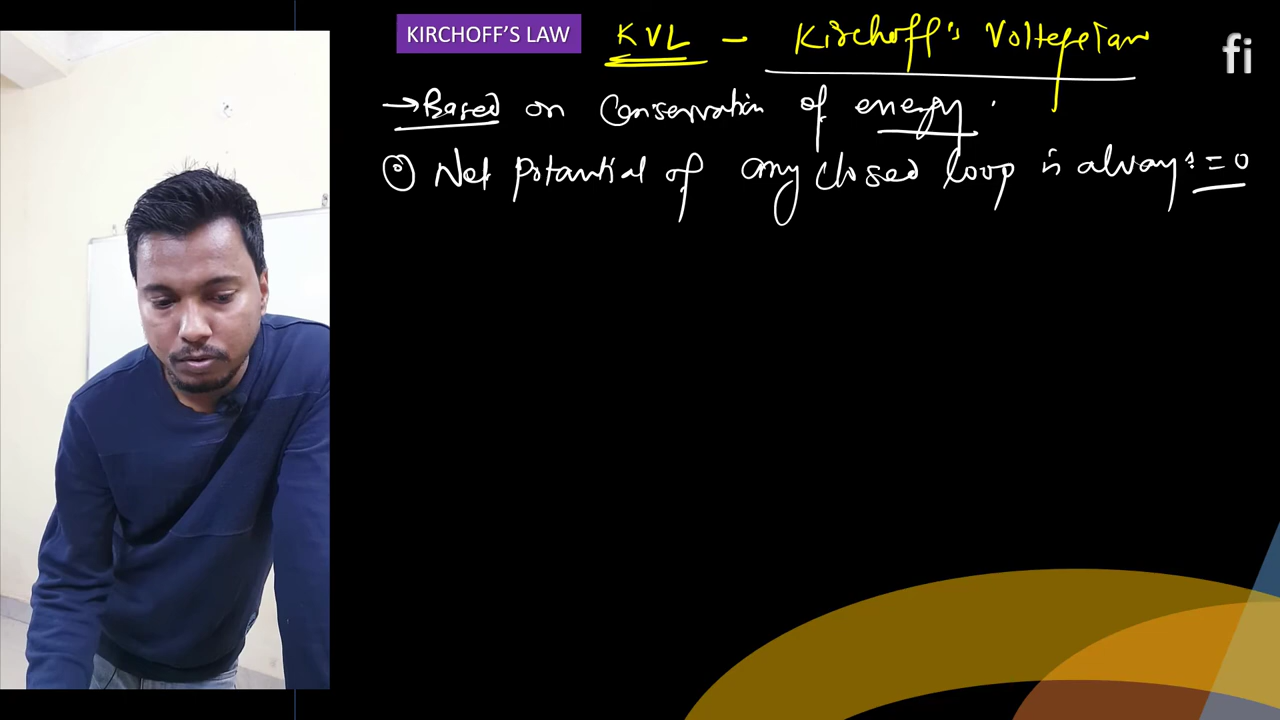 KIRCHOFF'S LAW KVL - Kirchoff's Voltege Law
fi
→ Based on Conservation of energy.
⊙ Net potential of any closed loop is always = 0